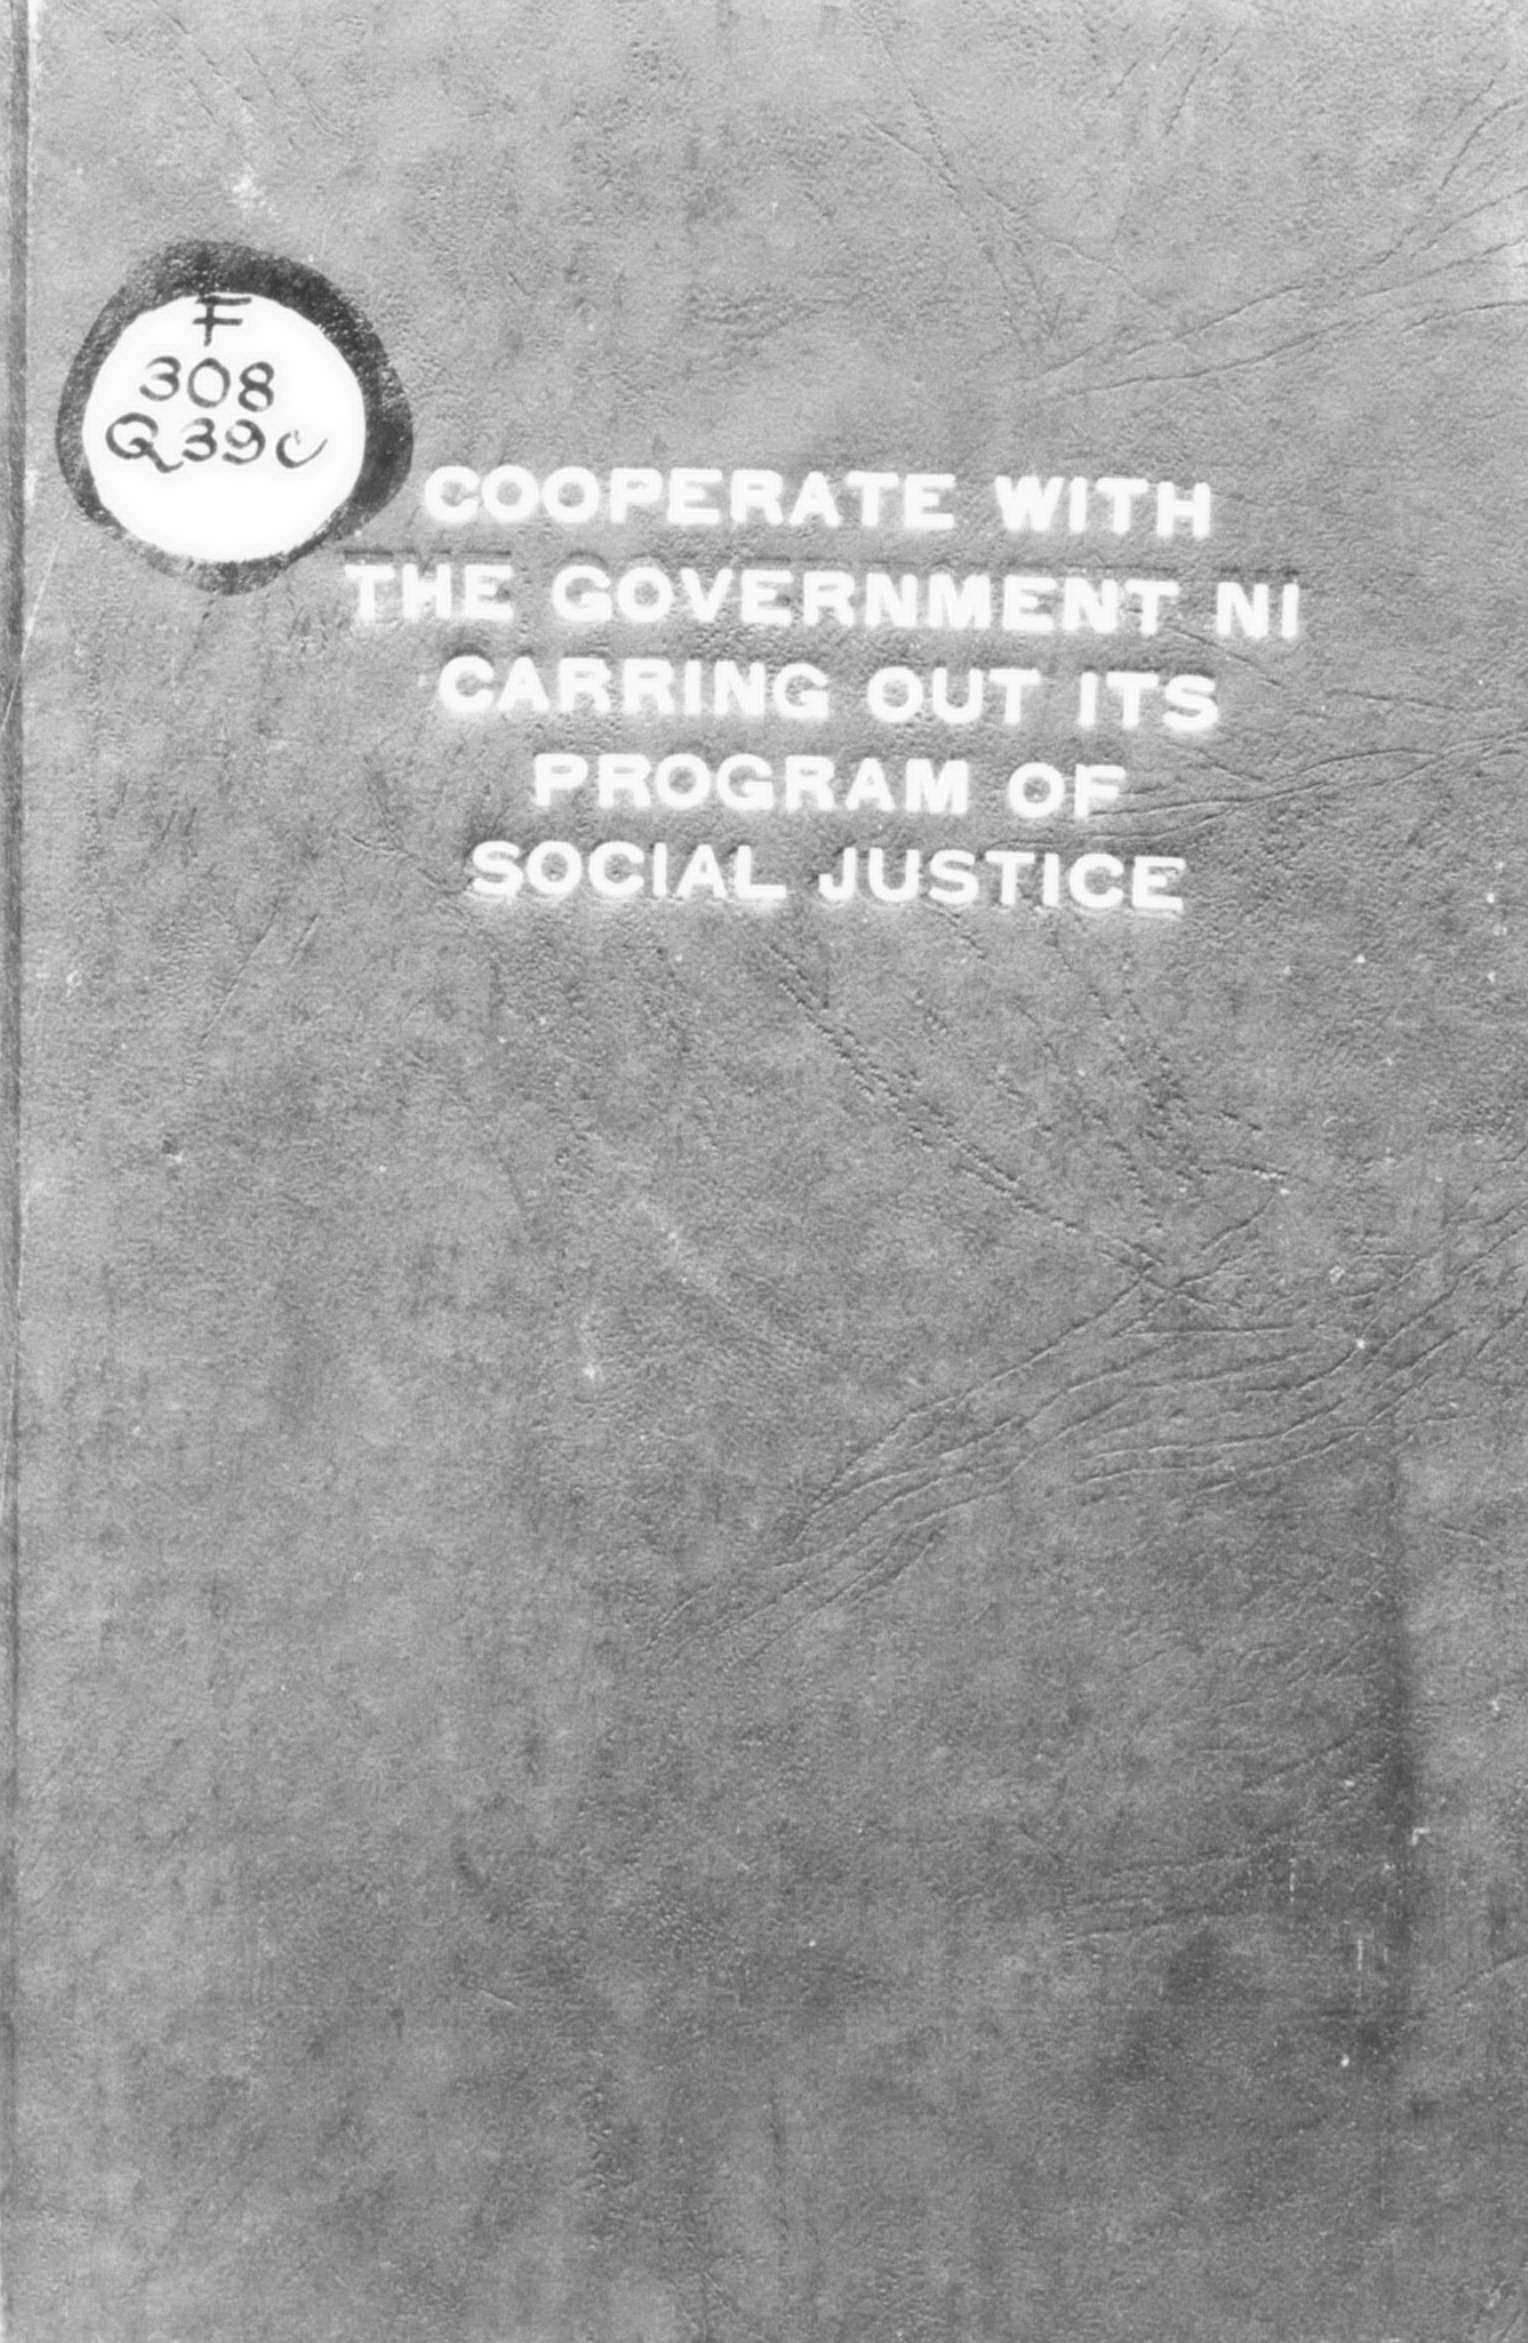 F
308
Q39c
COOPERATE WITH
THE GOVERNMENT NI
CARRING OUT ITS
PROGRAM OF
SOCIAL JUSTICE